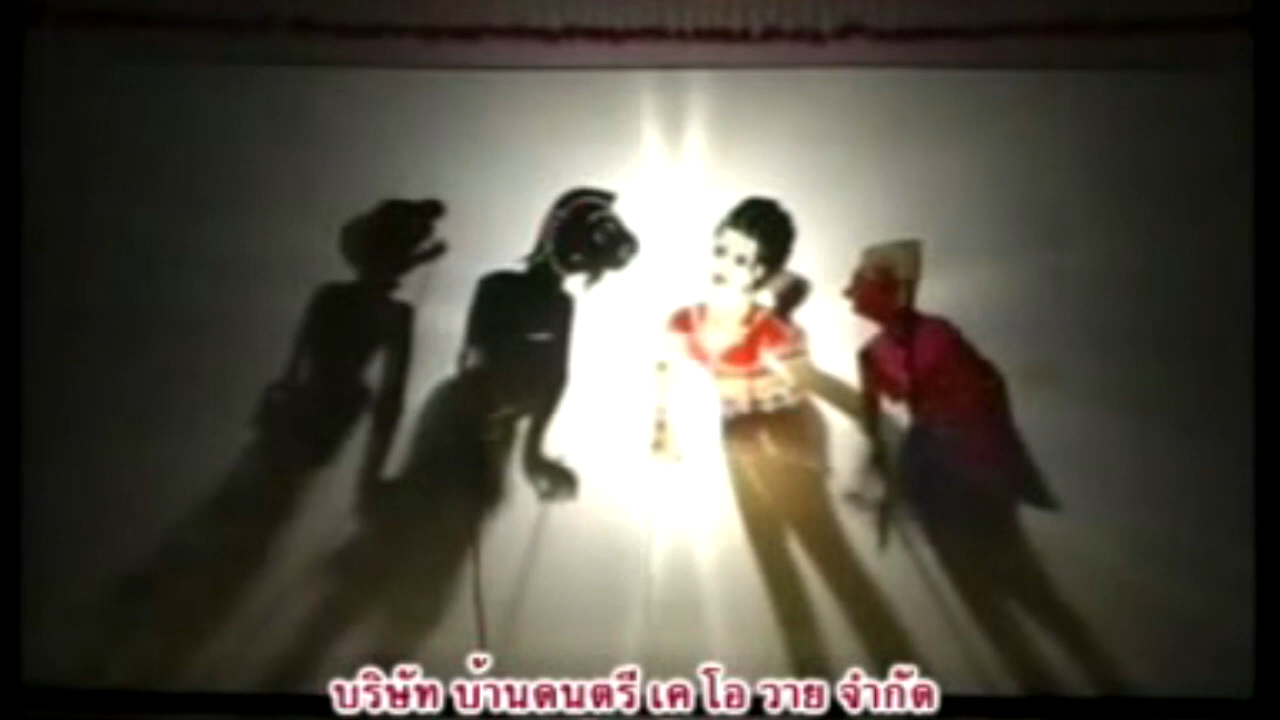 บริษัท บ้านดนตรี เค โอ วาย จำกัด